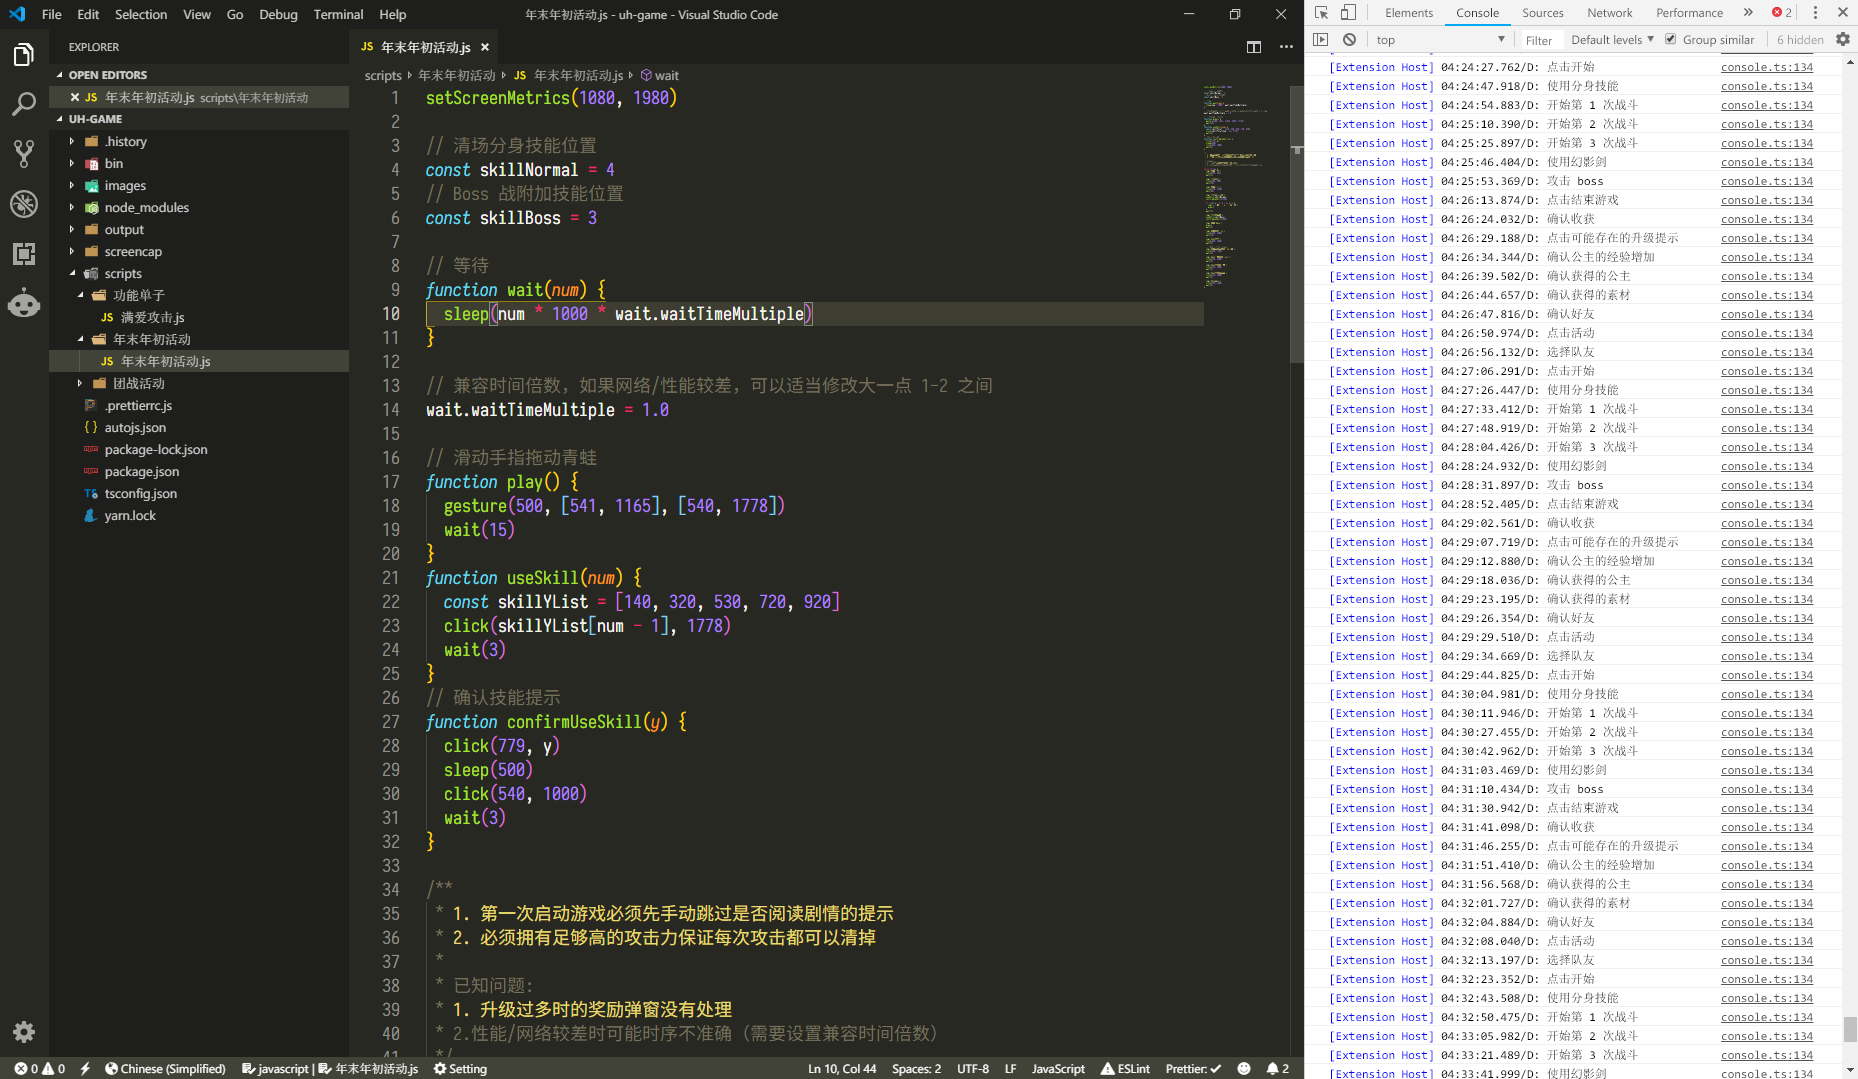 File Edit Selection View Go Debug Terminal Help
年末年初活动.js - uh-game - Visual Studio Code
EXPLORER
OPEN EDITORS
JS 年末年初活动.js scripts\年末年初活动
UH-GAME
.history
bin
images
node_modules
output
screencap
scripts
功能单子
JS 满爱攻击.js
年末年初活动
JS 年末年初活动.js
团战活动
.prettierrc.js
{ } autojs.json
package-lock.json
package.json
TS tsconfig.json
yarn.lock
JS 年末年初活动.js
scripts 年末年初活动 JS 年末年初活动.js wait
1 setScreenMetrics(1080, 1980)
2
3 // 清场分身技能位置
4 const skillNormal = 4
5 // Boss 战附加技能位置
6 const skillBoss = 3
7
8 // 等待
9 function wait(num) {
10 sleep(num * 1000 * wait.waitTimeMultiple)
11 }
12
13 // 兼容时间倍数，如果网络/性能较差，可以适当修改大一点 1-2 之间
14 wait.waitTimeMultiple = 1.0
15
16 // 滑动手指拖动青蛙
17 function play() {
18 gesture(500, [541, 1165], [540, 1778])
19 wait(15)
20 }
21 function useSkill(num) {
22 const skillYList = [140, 320, 530, 720, 920]
23 click(skillYList[num - 1], 1778)
24 wait(3)
25 }
26 // 确认技能提示
27 function confirmUseSkill(y) {
28 click(779, y)
29 sleep(500)
30 click(540, 1000)
31 wait(3)
32 }
33
34 /**
35 * 1. 第一次启动游戏必须先手动跳过是否阅读剧情的提示
36 * 2. 必须拥有足够高的攻击力保证每次攻击都可以清掉
37 *
38 * 已知问题:
39 * 1. 升级过多时的奖励弹窗没有处理
40 * 2.性能/网络较差时可能时序不准确（需要设置兼容时间倍数）
41 */
0 0 Chinese (Simplified) javascript | 年末年初活动.js Setting
Ln 10, Col 44 Spaces: 2 UTF-8 LF JavaScript ESLint Prettier: 2
Elements Console Sources Network Performance 2
top Filter Default levels Group similar 6 hidden
[Extension Host] 04:24:27.762/D: 点击开始 console.ts:134
[Extension Host] 04:24:47.918/D: 使用分身技能 console.ts:134
[Extension Host] 04:24:54.883/D: 开始第 1 次战斗 console.ts:134
[Extension Host] 04:25:10.390/D: 开始第 2 次战斗 console.ts:134
[Extension Host] 04:25:25.897/D: 开始第 3 次战斗 console.ts:134
[Extension Host] 04:25:46.404/D: 使用幻影剑 console.ts:134
[Extension Host] 04:25:53.369/D: 攻击 boss console.ts:134
[Extension Host] 04:26:13.874/D: 点击结束游戏 console.ts:134
[Extension Host] 04:26:24.032/D: 确认收获 console.ts:134
[Extension Host] 04:26:29.188/D: 点击可能存在的升级提示 console.ts:134
[Extension Host] 04:26:34.344/D: 确认公主的经验增加 console.ts:134
[Extension Host] 04:26:39.502/D: 确认获得的公主 console.ts:134
[Extension Host] 04:26:44.657/D: 确认获得的素材 console.ts:134
[Extension Host] 04:26:47.816/D: 确认好友 console.ts:134
[Extension Host] 04:26:50.974/D: 点击活动 console.ts:134
[Extension Host] 04:26:56.132/D: 选择队友 console.ts:134
[Extension Host] 04:27:06.291/D: 点击开始 console.ts:134
[Extension Host] 04:27:26.447/D: 使用分身技能 console.ts:134
[Extension Host] 04:27:33.412/D: 开始第 1 次战斗 console.ts:134
[Extension Host] 04:27:48.919/D: 开始第 2 次战斗 console.ts:134
[Extension Host] 04:28:04.426/D: 开始第 3 次战斗 console.ts:134
[Extension Host] 04:28:24.932/D: 使用幻影剑 console.ts:134
[Extension Host] 04:28:31.897/D: 攻击 boss console.ts:134
[Extension Host] 04:28:52.405/D: 点击结束游戏 console.ts:134
[Extension Host] 04:29:02.561/D: 确认收获 console.ts:134
[Extension Host] 04:29:07.719/D: 点击可能存在的升级提示 console.ts:134
[Extension Host] 04:29:12.880/D: 确认公主的经验增加 console.ts:134
[Extension Host] 04:29:18.036/D: 确认获得的公主 console.ts:134
[Extension Host] 04:29:23.195/D: 确认获得的素材 console.ts:134
[Extension Host] 04:29:26.354/D: 确认好友 console.ts:134
[Extension Host] 04:29:29.510/D: 点击活动 console.ts:134
[Extension Host] 04:29:34.669/D: 选择队友 console.ts:134
[Extension Host] 04:29:44.825/D: 点击开始 console.ts:134
[Extension Host] 04:30:04.981/D: 使用分身技能 console.ts:134
[Extension Host] 04:30:11.946/D: 开始第 1 次战斗 console.ts:134
[Extension Host] 04:30:27.455/D: 开始第 2 次战斗 console.ts:134
[Extension Host] 04:30:42.962/D: 开始第 3 次战斗 console.ts:134
[Extension Host] 04:31:03.469/D: 使用幻影剑 console.ts:134
[Extension Host] 04:31:10.434/D: 攻击 boss console.ts:134
[Extension Host] 04:31:30.942/D: 点击结束游戏 console.ts:134
[Extension Host] 04:31:41.098/D: 确认收获 console.ts:134
[Extension Host] 04:31:46.255/D: 点击可能存在的升级提示 console.ts:134
[Extension Host] 04:31:51.410/D: 确认公主的经验增加 console.ts:134
[Extension Host] 04:31:56.568/D: 确认获得的公主 console.ts:134
[Extension Host] 04:32:01.727/D: 确认获得的素材 console.ts:134
[Extension Host] 04:32:04.884/D: 确认好友 console.ts:134
[Extension Host] 04:32:08.040/D: 点击活动 console.ts:134
[Extension Host] 04:32:13.197/D: 选择队友 console.ts:134
[Extension Host] 04:32:23.352/D: 点击开始 console.ts:134
[Extension Host] 04:32:43.508/D: 使用分身技能 console.ts:134
[Extension Host] 04:32:50.475/D: 开始第 1 次战斗 console.ts:134
[Extension Host] 04:33:05.982/D: 开始第 2 次战斗 console.ts:134
[Extension Host] 04:33:21.489/D: 开始第 3 次战斗 console.ts:134
[Extension Host] 04:33:41.999/D: 使用幻影剑 console.ts:134